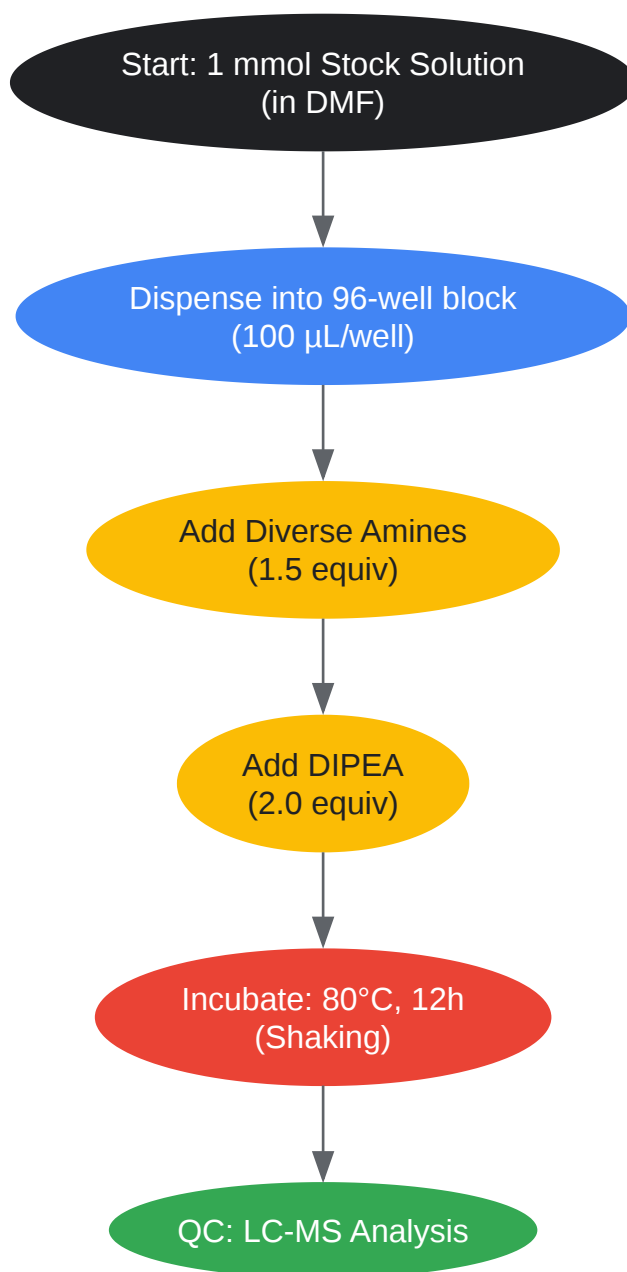 Start: 1 mmol Stock Solution
(in DMF)
Dispense into 96-well block
(100 µL/well)
Add Diverse Amines
(1.5 equiv)
Add DIPEA
(2.0 equiv)
Incubate: 80°C, 12h
(Shaking)
QC: LC-MS Analysis